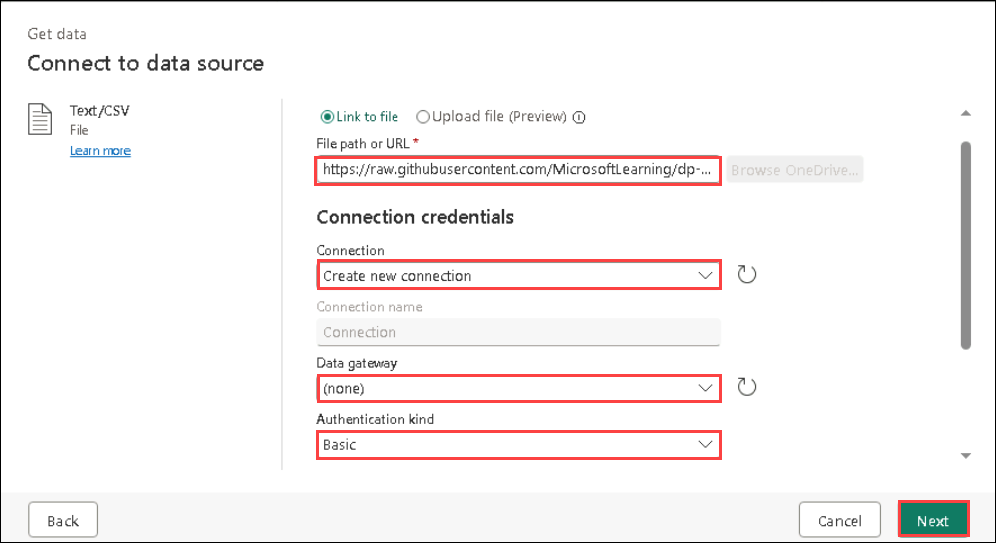 Get data
Connect to data source
Text/CSV
File
Learn more
Link to file Upload file (Preview)
File path or URL *
https://raw.githubusercontent.com/MicrosoftLearning/dp-... Browse OneDrive...
Connection credentials
Connection
Create new connection
Connection name
Connection
Data gateway
(none)
Authentication kind
Basic
Back Cancel Next